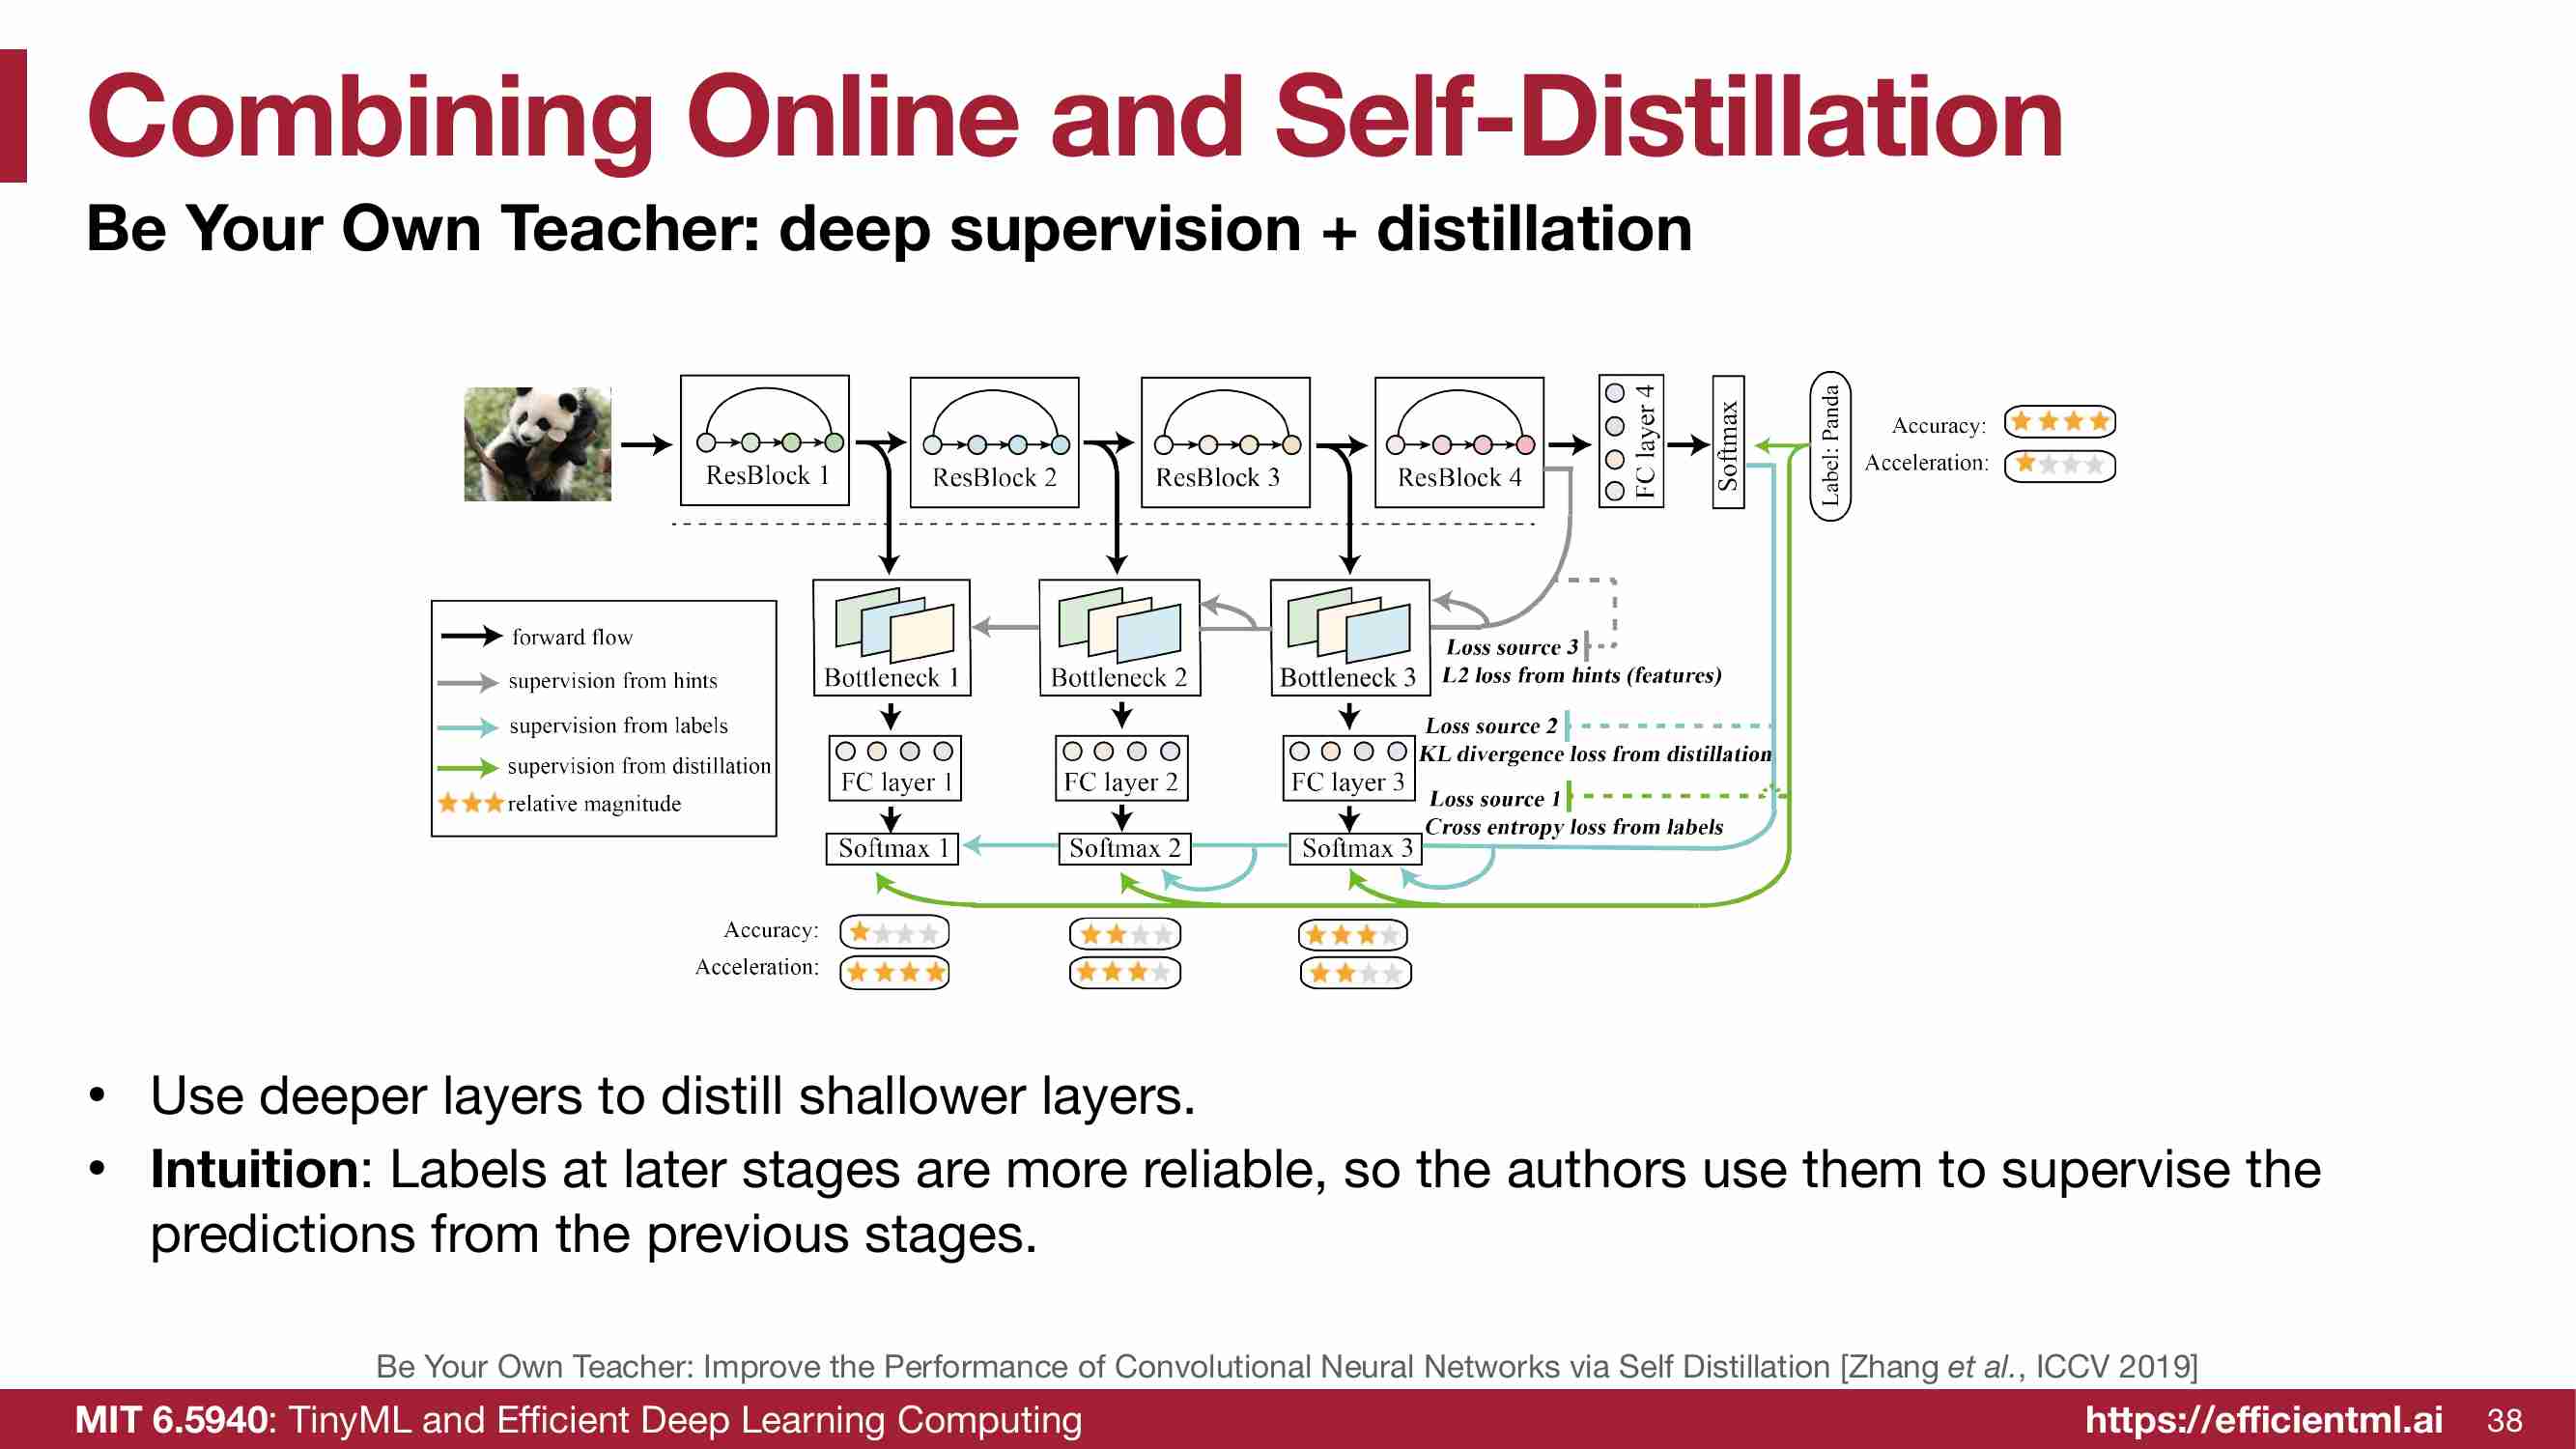 Combining Online and Self-Distillation
Be Your Own Teacher: deep supervision + distillation
ResBlock 1
ResBlock 2
ResBlock 3
ResBlock 4
FC layer 4
Softmax
Label: Panda
Accuracy:
Acceleration:
forward flow
supervision from hints
supervision from labels
supervision from distillation
relative magnitude
Bottleneck 1
Bottleneck 2
Bottleneck 3
Loss source 3
L2 loss from hints (features)
Loss source 2
KL divergence loss from distillation
Loss source 1
Cross entropy loss from labels
FC layer 1
FC layer 2
FC layer 3
Softmax 1
Softmax 2
Softmax 3
Accuracy:
Acceleration:
• Use deeper layers to distill shallower layers.
• Intuition: Labels at later stages are more reliable, so the authors use them to supervise the
predictions from the previous stages.
Be Your Own Teacher: Improve the Performance of Convolutional Neural Networks via Self Distillation [Zhang et al., ICCV 2019]
MIT 6.5940: TinyML and Efficient Deep Learning Computing
https://efficientml.ai
38